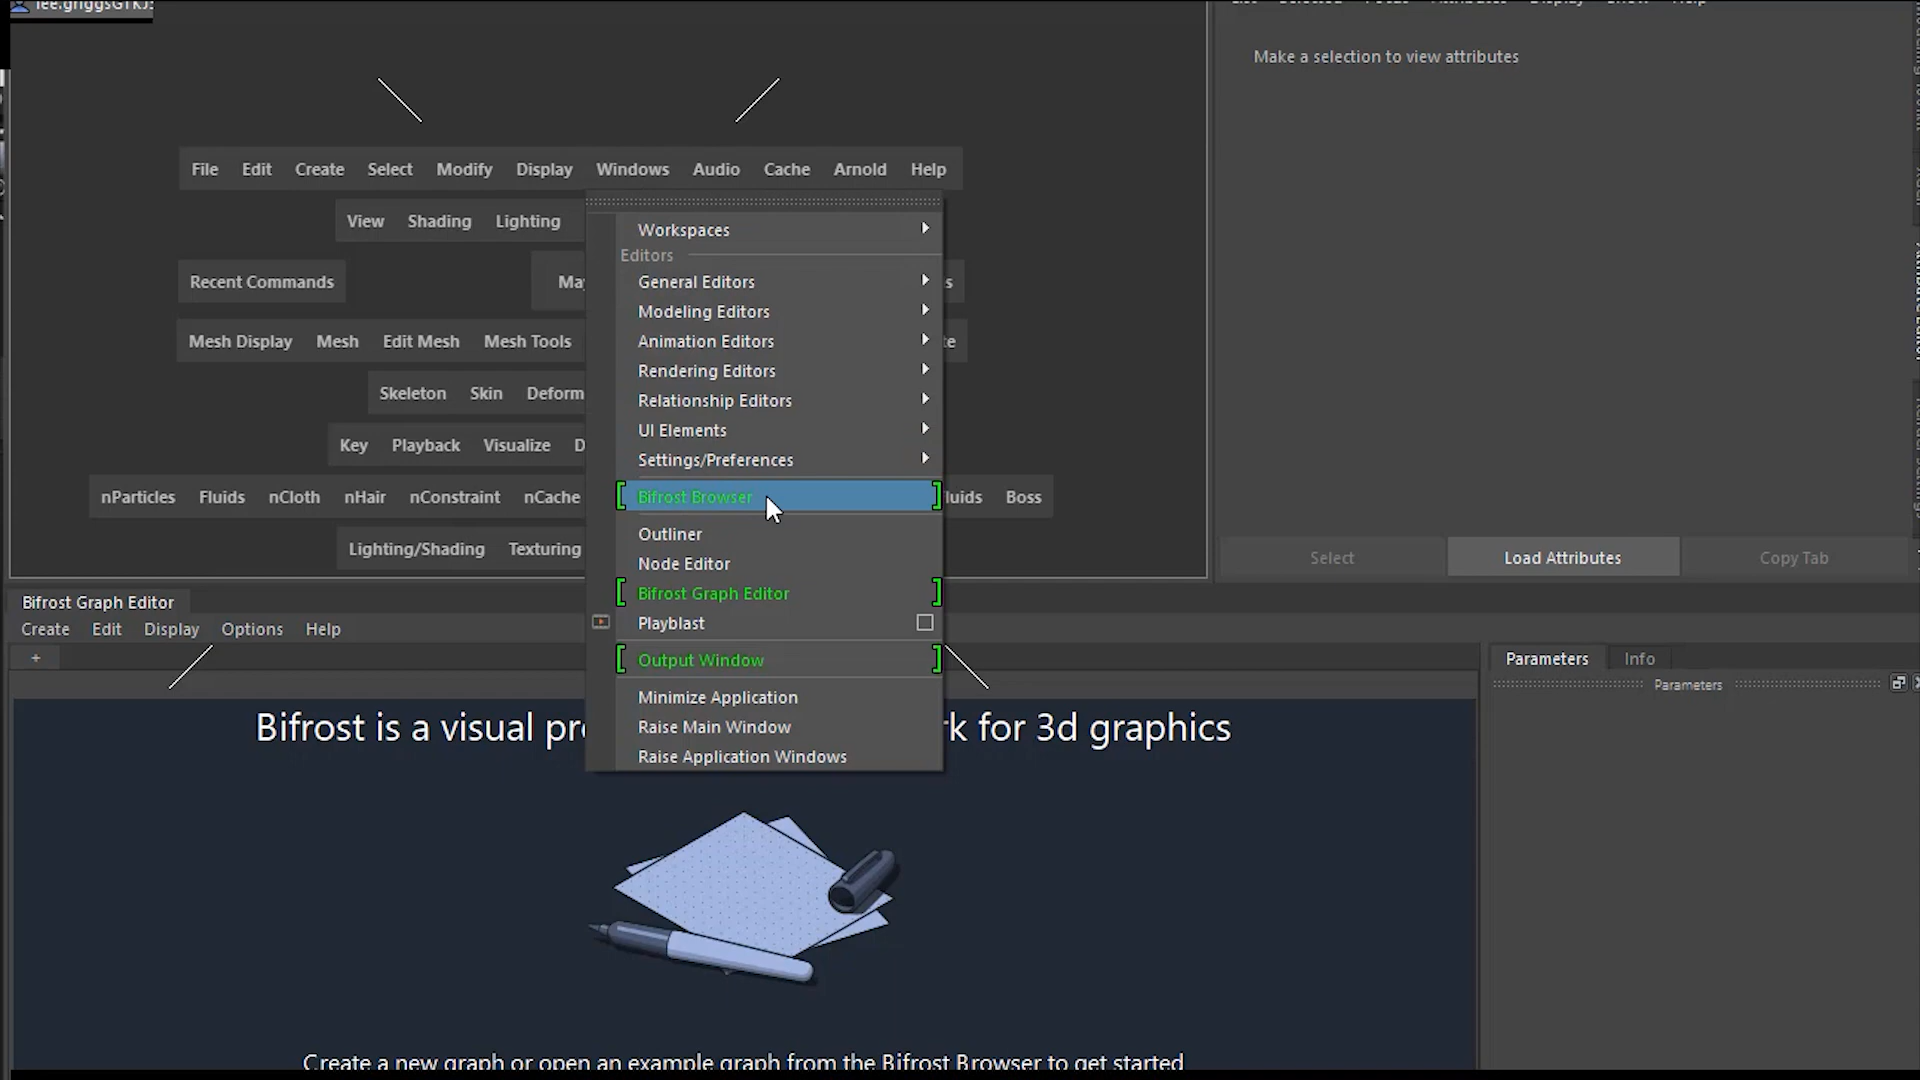 Make a selection to view attributes
File Edit Create Select Modify Display Windows Audio Cache Arnold Help
View Shading Lighting
Workspaces
Editors
Recent Commands
General Editors
Modeling Editors
Mesh Display Mesh Edit Mesh Mesh Tools
Animation Editors
Rendering Editors
Skeleton Skin Deform
Relationship Editors
UI Elements
Key Playback Visualize D
Settings/Preferences
nParticles Fluids nCloth nHair nConstraint nCache
Bifrost Browser
luids Boss
Outliner
Lighting/Shading Texturing
Node Editor
Select Load Attributes Copy Tab
Bifrost Graph Editor
Playblast
Output Window
Minimize Application
Raise Main Window
Raise Application Windows
Bifrost Graph Editor
Create Edit Display Options Help
+
Parameters Info
Parameters
Bifrost is a visual pr k for 3d graphics
Create a new graph or open an example graph from the Bifrost Browser to get started